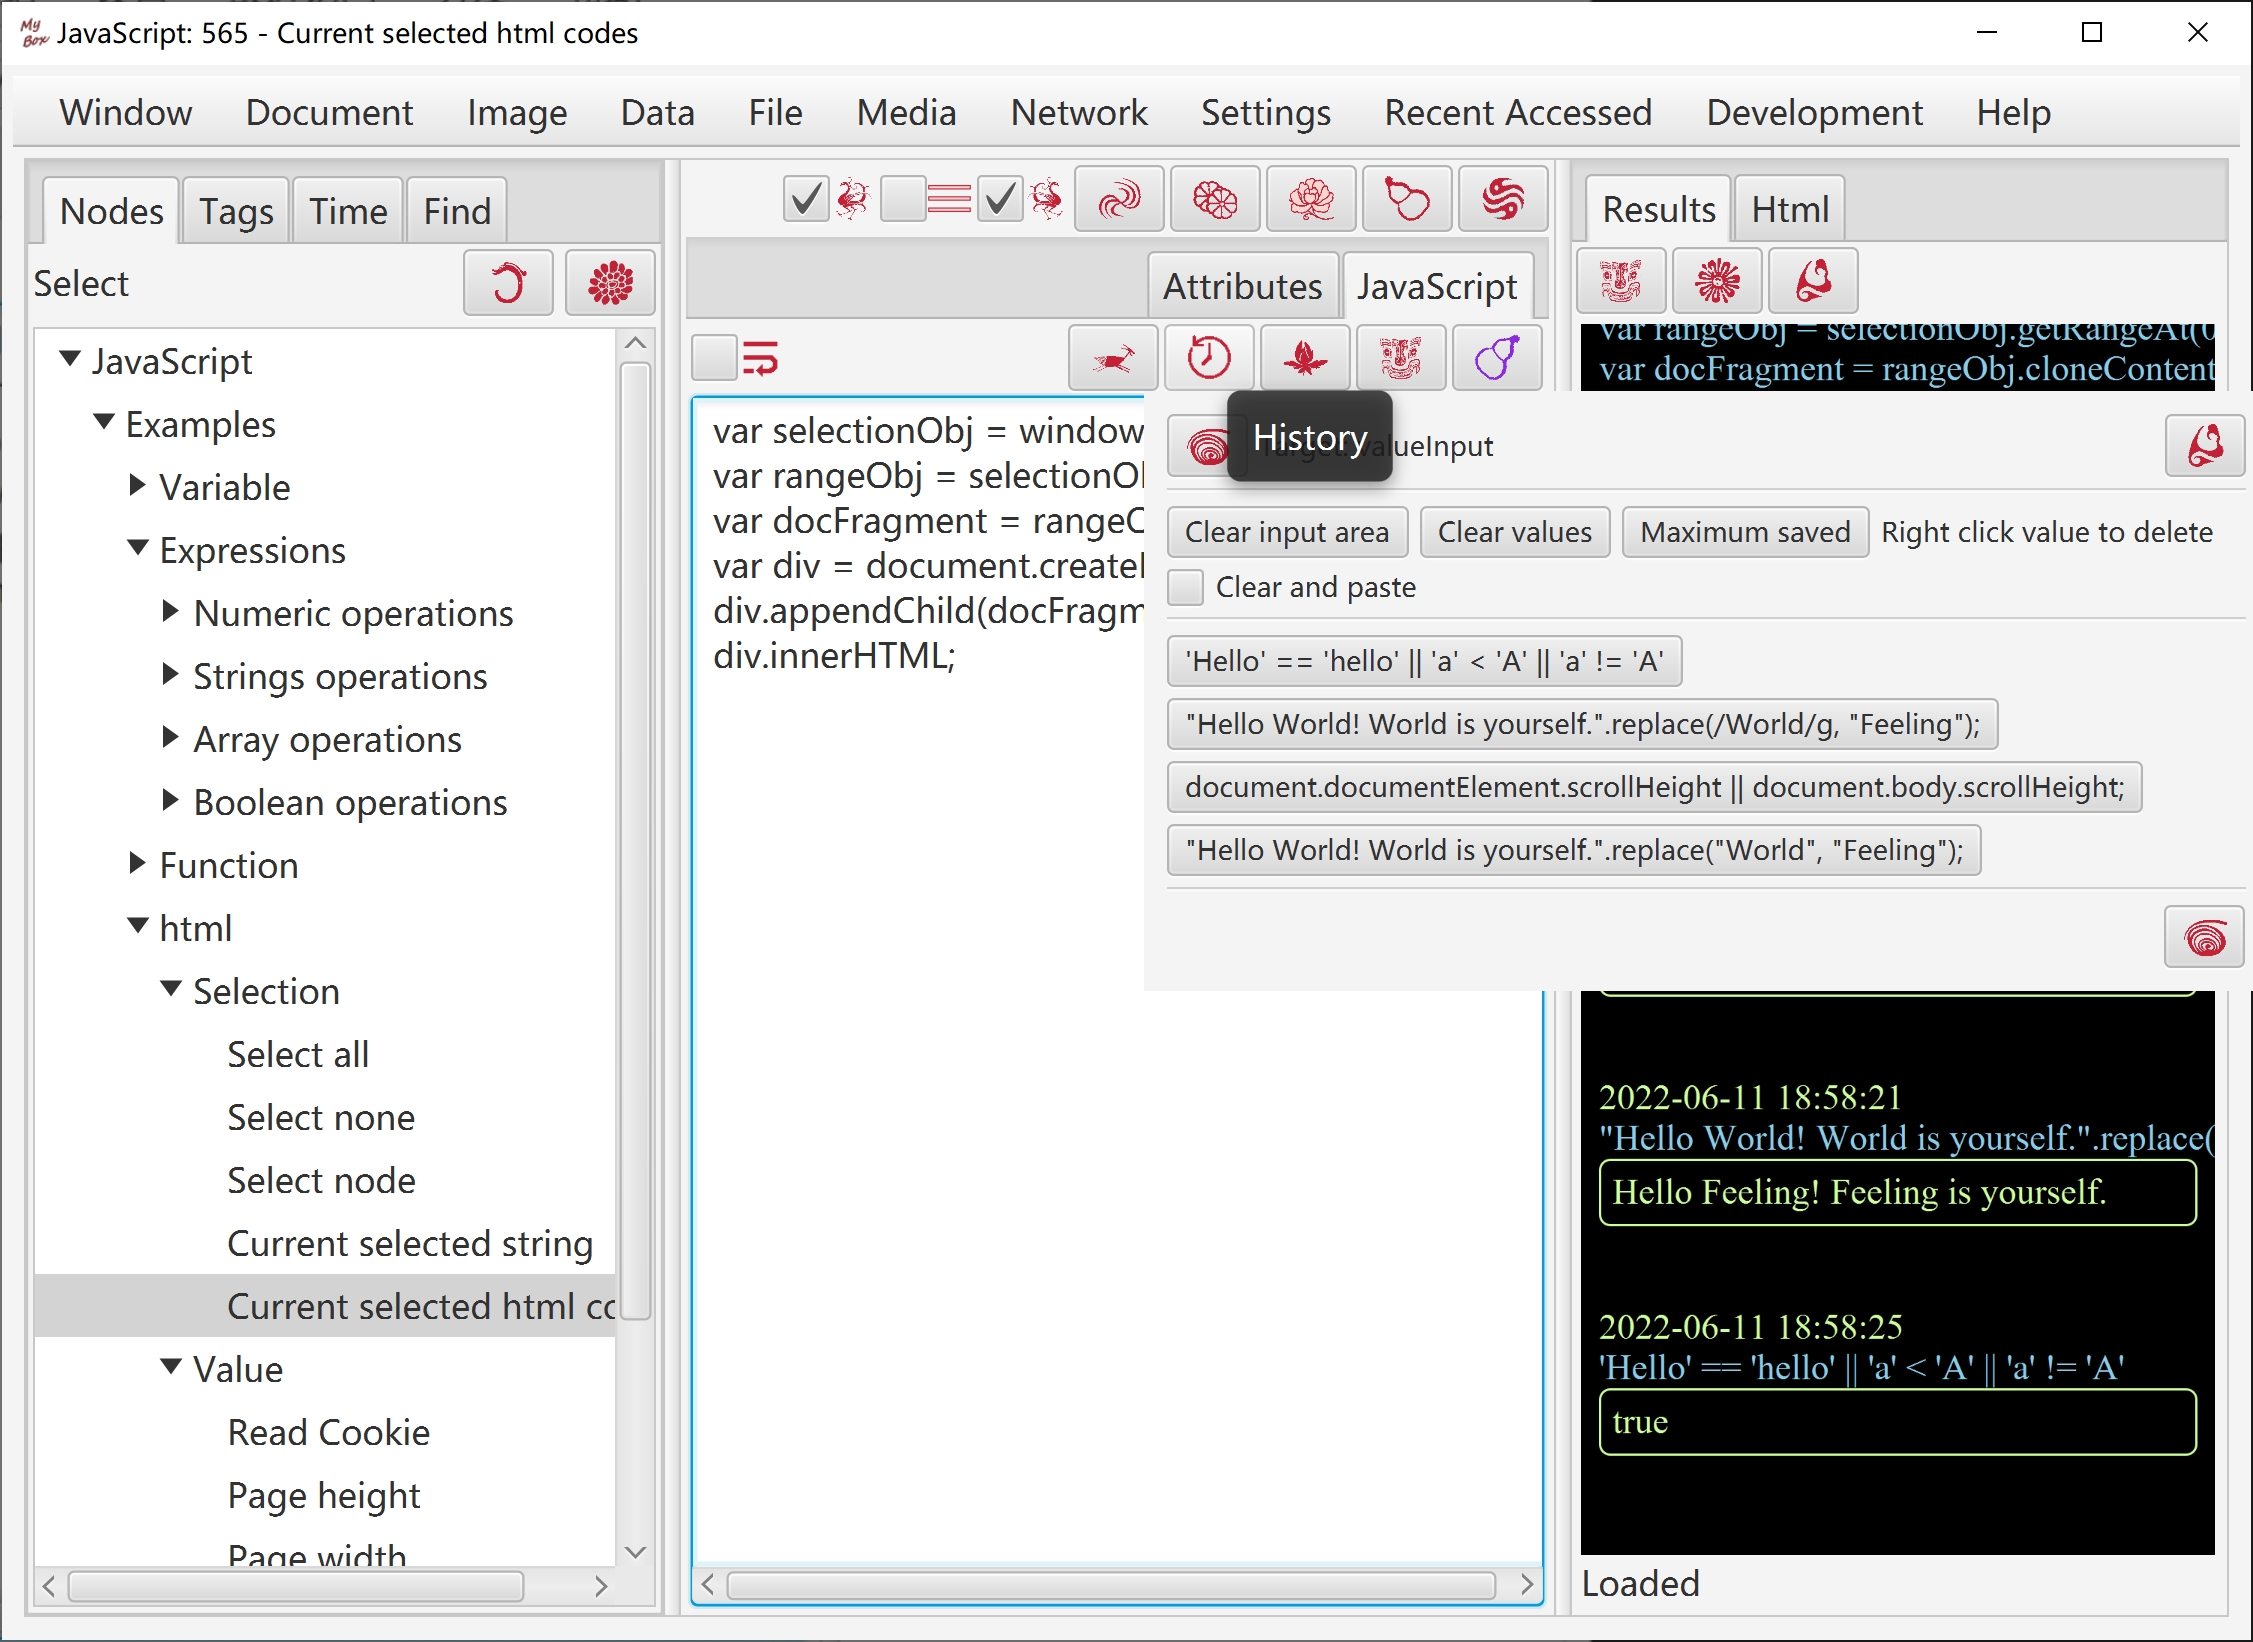 My Box JavaScript: 565 - Current selected html codes
Window Document Image Data File Media Network Settings Recent Accessed Development Help
Nodes Tags Time Find
Select
JavaScript
Examples
Variable
Expressions
Numeric operations
Strings operations
Array operations
Boolean operations
Function
html
Selection
Select all
Select none
Select node
Current selected string
Current selected html co
Value
Read Cookie
Page height
Page width
Attributes JavaScript
var selectionObj = window
var rangeObj = selectionO
var docFragment =
var div =
div.appendChild(docFragm
div.innerHTML;
Results Html
var rangeObj = selectionObj.getRangeAt(0
var docFragment = rangeObj.cloneContent
History
valueInput
Clear input area Clear values Maximum saved Right click value to delete
Clear and paste
'Hello' == 'hello' || 'a' < 'A' || 'a' != 'A'
"Hello World! World is yourself.".replace(/World/g, "Feeling");
document.documentElement.scrollHeight || document.body.scrollHeight;
"Hello World! World is yourself.".replace("World", "Feeling");
2022-06-11 18:58:21
"Hello World! World is yourself.".replace(
Hello Feeling! Feeling is yourself.
2022-06-11 18:58:25
'Hello' == 'hello' || 'a' < 'A' || 'a' != 'A'
true
Loaded